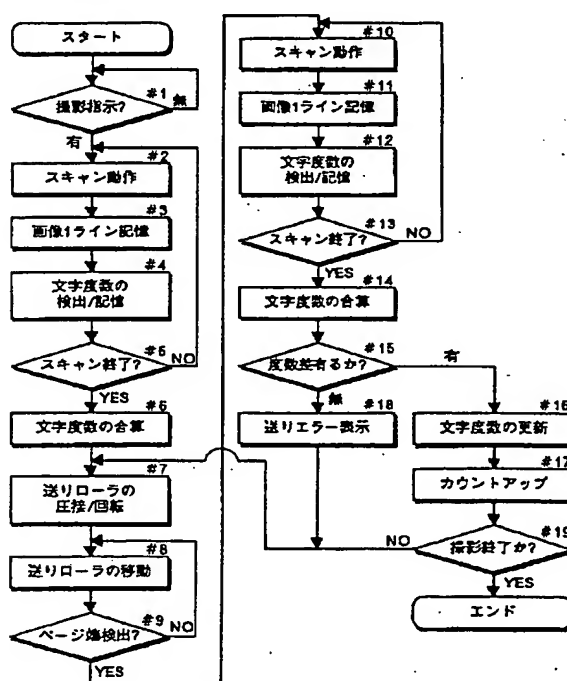 スタート
#1
撮影指示?
無
有
#2
スキャン動作
#3
画像1ライン記憶
#4
文字度数の
検出/記憶
#5
スキャン終了?
NO
YES
#6
文字度数の合算
#7
送りローラの
圧接/回転
#8
送りローラの移動
#9
ページ端検出?
NO
YES
#10
スキャン動作
#11
画像1ライン記憶
#12
文字度数の
検出/記憶
#13
スキャン終了?
NO
YES
#14
文字度数の合算
#15
度数差有るか?
有
無
#18
送りエラー表示
#16
文字度数の更新
#17
カウントアップ
#19
撮影終了か?
NO
YES
エンド